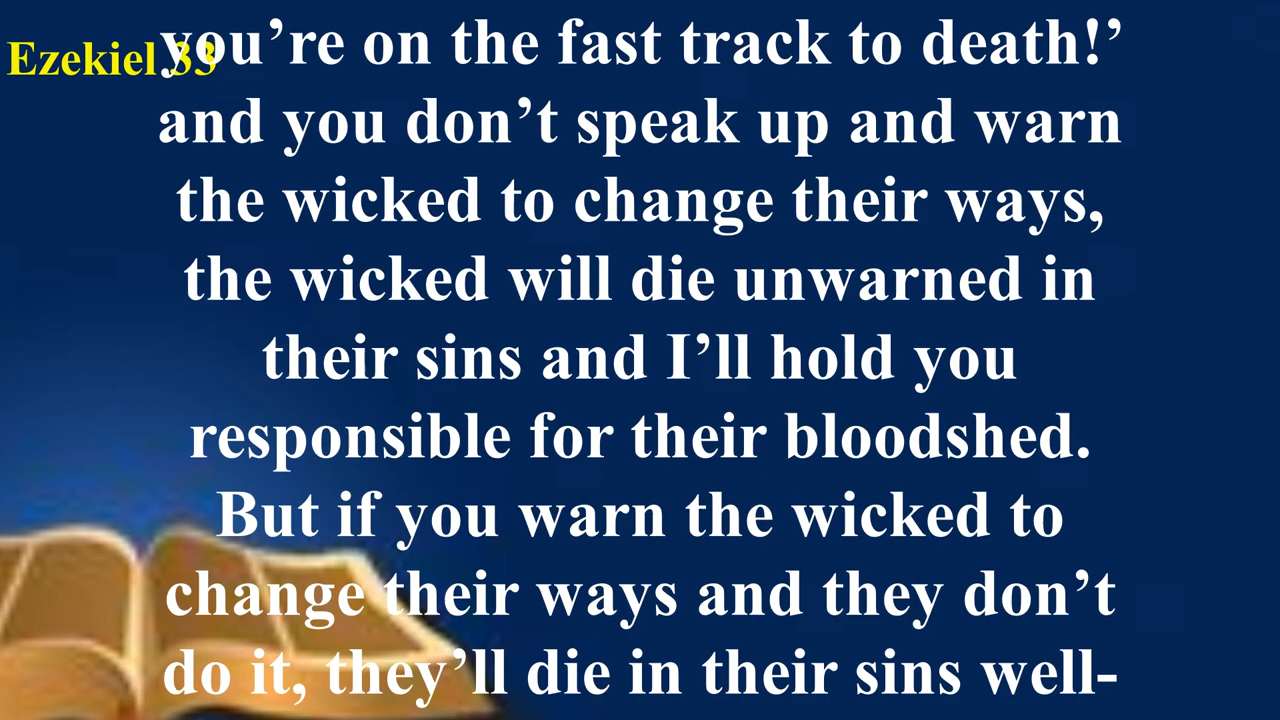 Ezekiel 33
you’re on the fast track to death!’
and you don’t speak up and warn
the wicked to change their ways,
the wicked will die unwarned in
their sins and I’ll hold you
responsible for their bloodshed.
But if you warn the wicked to
change their ways and they don’t
do it, they’ll die in their sins well-